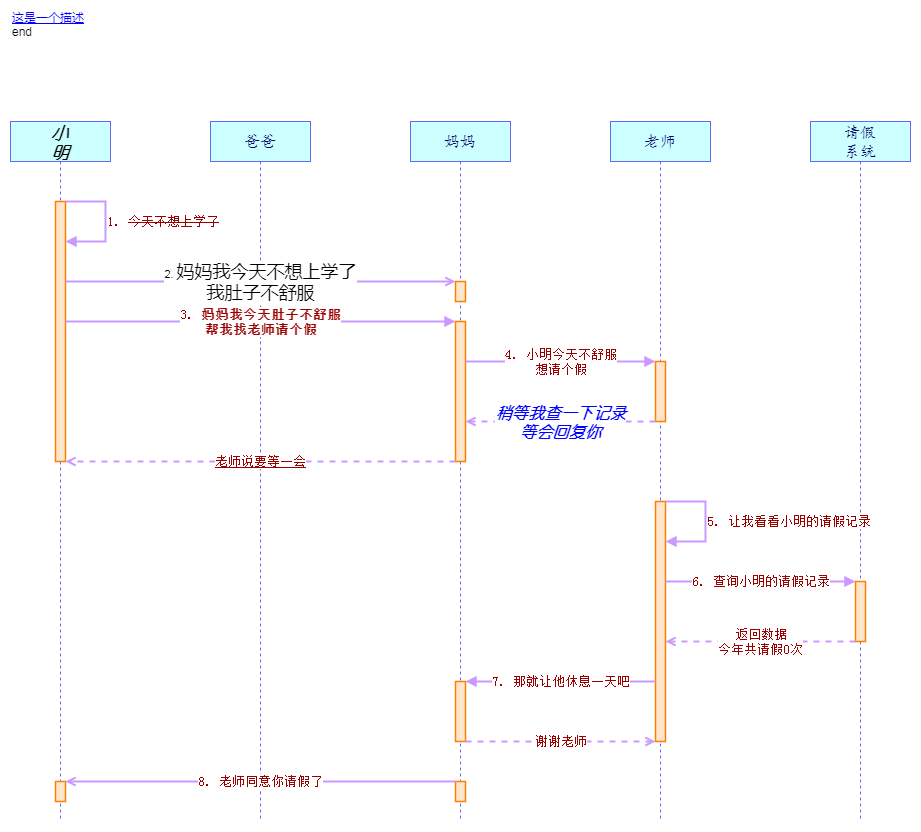 这是一个描述
end
小
明
爸爸
妈妈
老师
请假
系统
1. 今天不想上学子
2. 妈妈我今天不想上学了
我肚子不舒服
3. 妈妈我今天肚子不舒服
帮我找老师请个假
4. 小明今天不舒服
想请个假
稍等我查一下记录
等会回复你
老师说要等一会
5. 让我看看小明的请假记录
6. 查询小明的请假记录
返回数据
今年共请假0次
7. 那就让他休息一天吧
谢谢老师
8. 老师同意你请假了